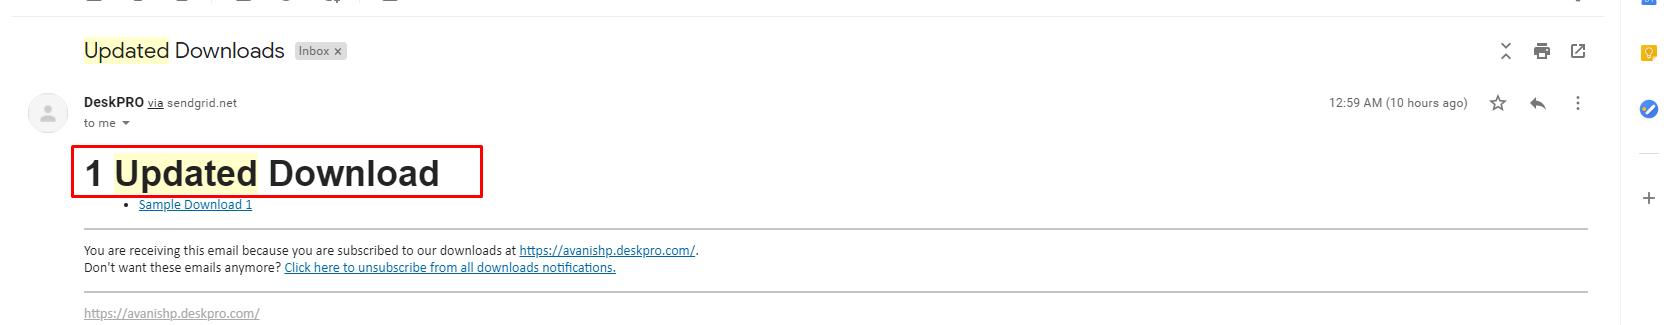 Updated Downloads Inbox x
DeskPRO via sendgrid.net 12:59 AM (10 hours ago)
to me
1 Updated Download
• Sample Download 1
You are receiving this email because you are subscribed to our downloads at https://avanishp.deskpro.com/.
Don't want these emails anymore? Click here to unsubscribe from all downloads notifications.
https://avanishp.deskpro.com/